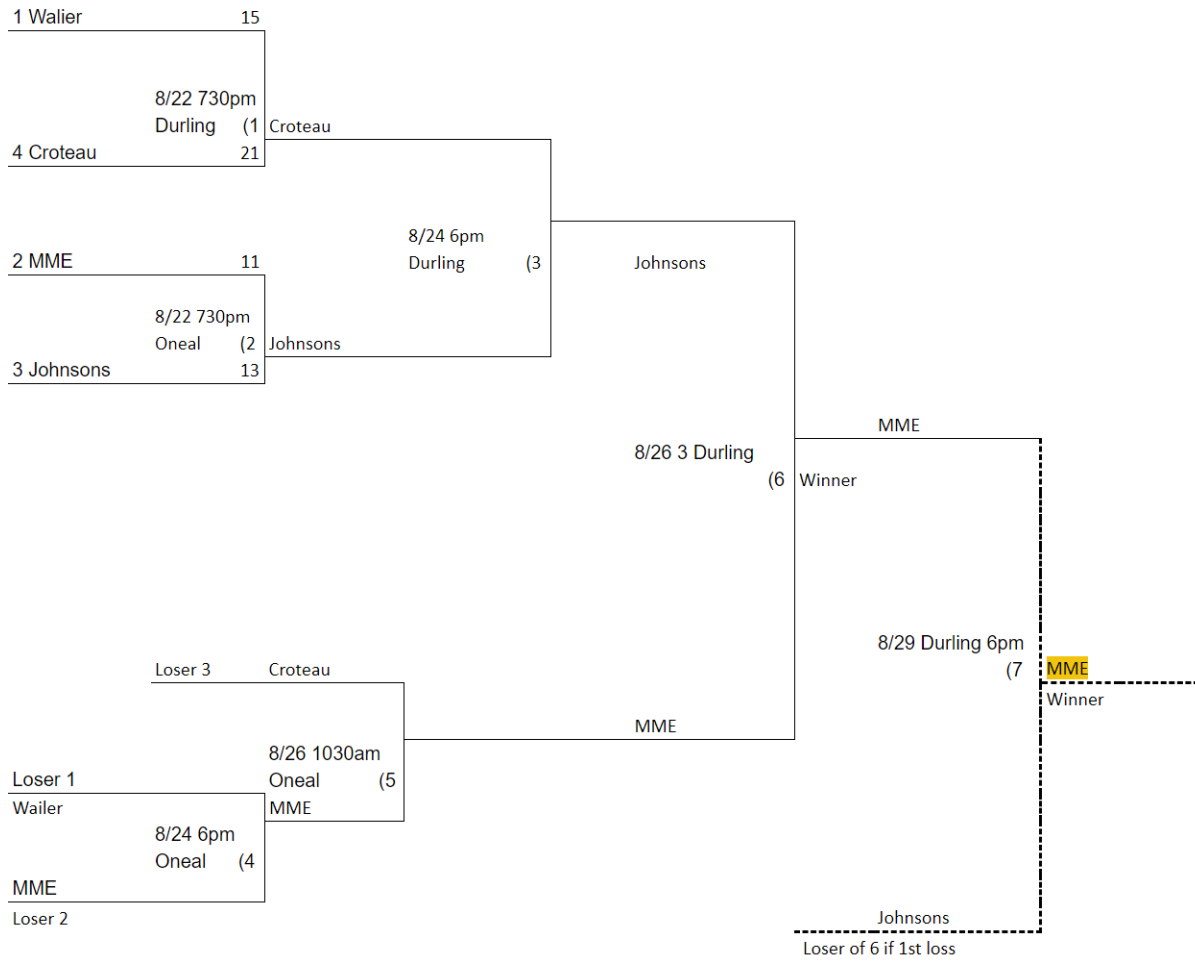 1 Walier 15
8/22 730pm
Durling (1 Croteau
4 Croteau 21
8/24 6pm
Durling (3 Johnsons
2 MME 11
8/22 730pm
Oneal (2 Johnsons
3 Johnsons 13
MME
8/26 3 Durling
(6 Winner
8/29 Durling 6pm
(7 MME
Winner
Loser 3 Croteau
MME
8/26 1030am
Oneal (5
Loser 1
Wailer MME
8/24 6pm
Oneal (4
MME
Loser 2
Johnsons
Loser of 6 if 1st loss